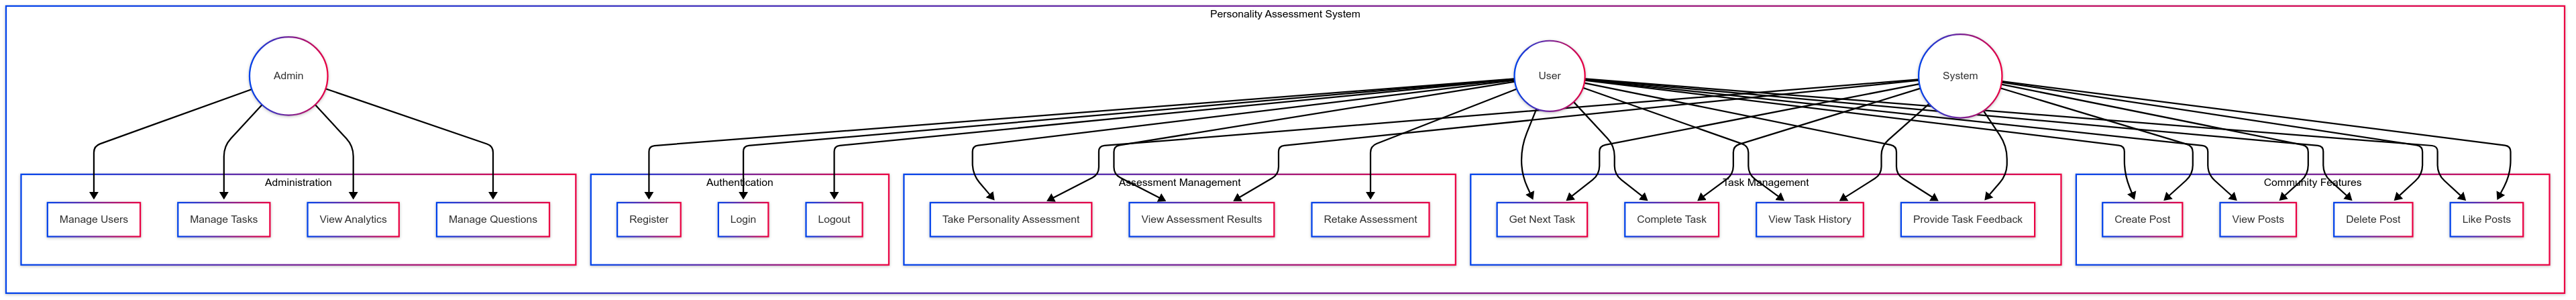 Personality Assessment System
Admin
User
System
Administration
Authentication
Assessment Management
Task Management
Community Features
Manage Users
Manage Tasks
View Analytics
Manage Questions
Register
Login
Logout
Take Personality Assessment
View Assessment Results
Retake Assessment
Get Next Task
Complete Task
View Task History
Provide Task Feedback
Create Post
View Posts
Delete Post
Like Posts